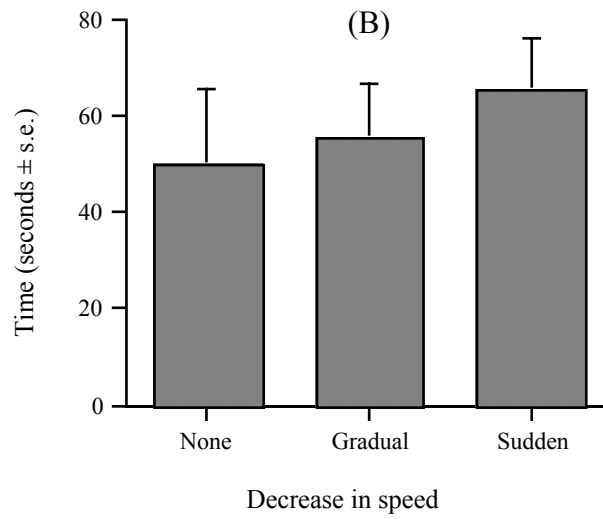 (B)
Time (seconds ± s.e.)
80
60
40
20
0
None Gradual Sudden
Decrease in speed